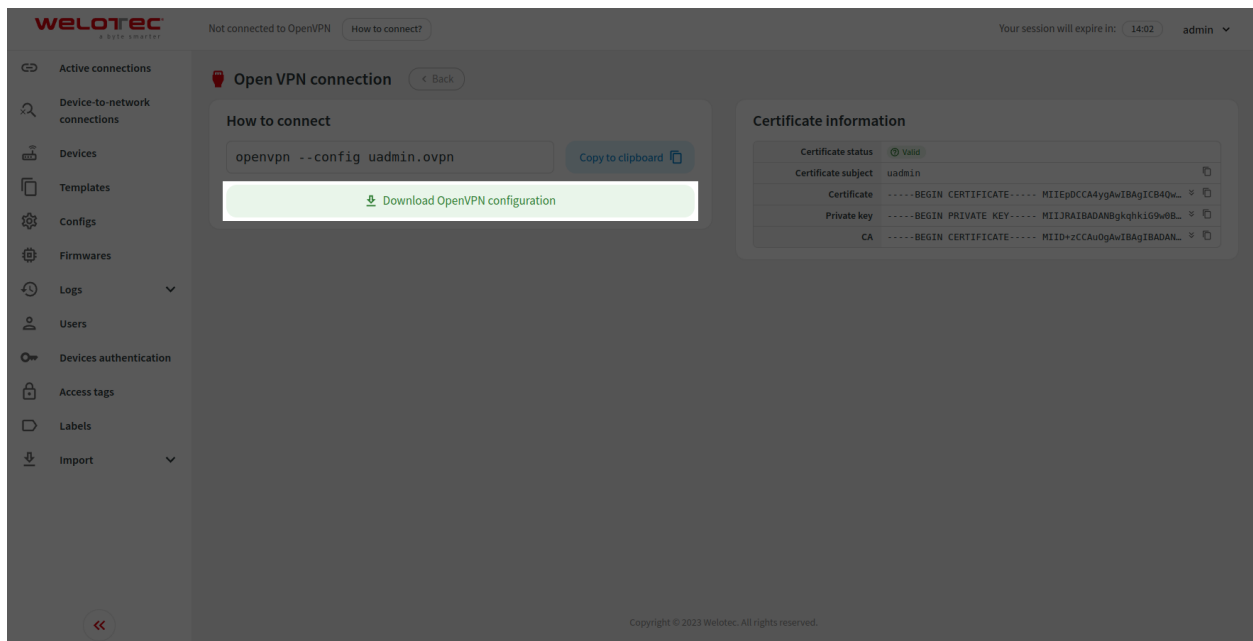 welotec
a byte smarter
Not connected to OpenVPN
How to connect?
Your session will expire in:
14:02
admin
Active connections
Device-to-network
connections
Devices
Templates
Configs
Firmwares
Logs
Users
Devices authentication
Access tags
Labels
Import
Open VPN connection
Back
How to connect
openvpn --config uadmin.ovpn
Copy to clipboard
Download OpenVPN configuration
Certificate information
Certificate status
Valid
Certificate subject
uadmin
Certificate
-----BEGIN CERTIFICATE----- MIIEpDCCA4ygAwIBAgICB4Qw…
Private key
-----BEGIN PRIVATE KEY----- MIIJRAIBADANBgkqhkiG9w0B…
CA
-----BEGIN CERTIFICATE----- MIID+zCCAuOgAwIBAgIBADAN…
Copyright © 2023 Welotec. All rights reserved.